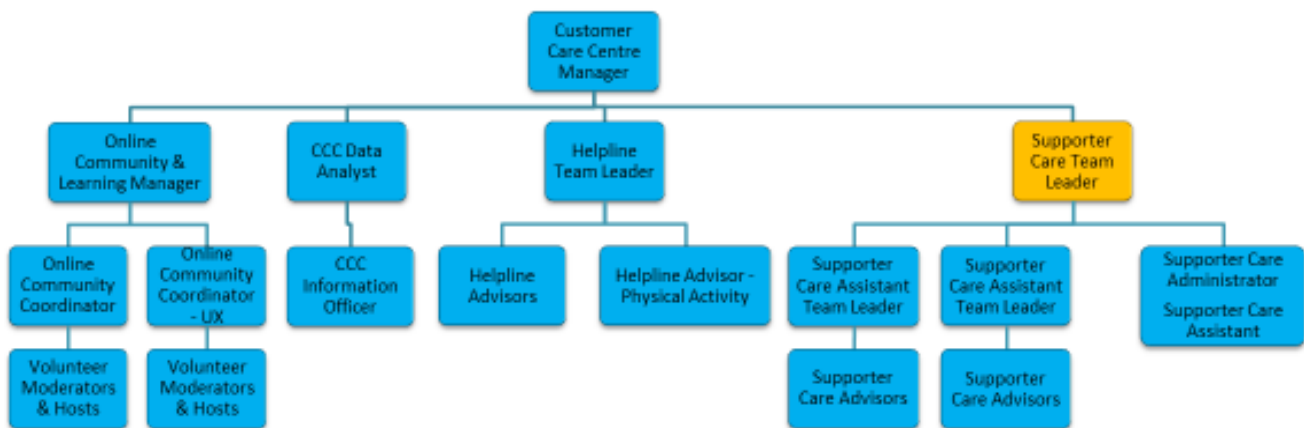 Customer
Care Centre
Manager
Online
Community &
Learning Manager
CCC Data
Analyst
Helpline
Team Leader
Supporter
Care Team
Leader
Online
Community
Coordinator
Online
Community
Coordinator
- UX
CCC
Information
Officer
Helpline
Advisors
Helpline Advisor -
Physical Activity
Supporter
Care Assistant
Team Leader
Supporter
Care Assistant
Team Leader
Supporter Care
Administrator
Supporter Care
Assistant
Volunteer
Moderators
& Hosts
Volunteer
Moderators
& Hosts
Supporter
Care Advisors
Supporter
Care Advisors